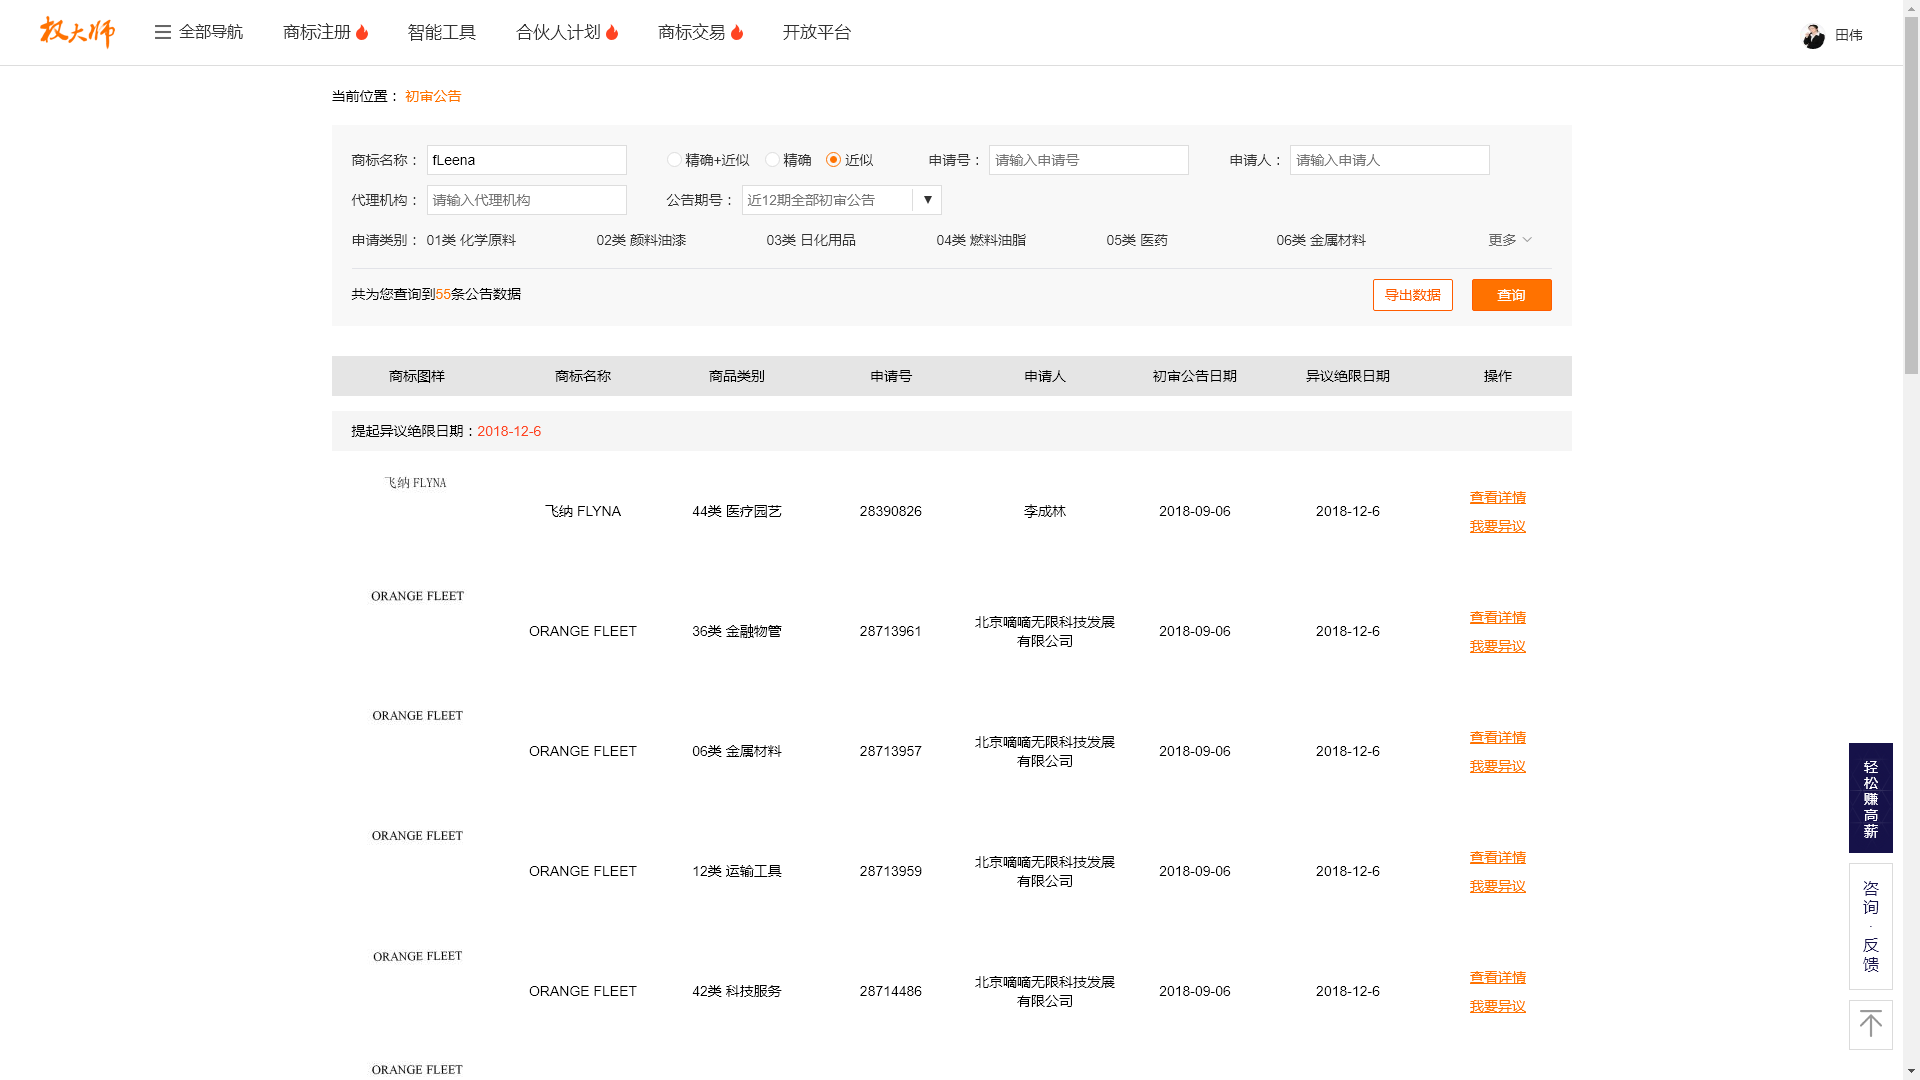 权大师 全部导航 商标注册 智能工具 合伙人计划 商标交易 开放平台 田伟
当前位置： 初审公告
商标名称： fLeena 精确+近似 精确 近似 申请号： 请输入申请号 申请人： 请输入申请人
代理机构： 请输入代理机构 公告期号： 近12期全部初审公告 ▼
申请类别： 01类 化学原料 02类 颜料油漆 03类 日化用品 04类 燃料油脂 05类 医药 06类 金属材料 更多
共为您查询到55条公告数据 导出数据 查询
商标图样 商标名称 商品类别 申请号 申请人 初审公告日期 异议绝限日期 操作
提起异议绝限日期：2018-12-6
飞纳 FLYNA
飞纳 FLYNA 44类 医疗园艺 28390826 李成林 2018-09-06 2018-12-6 查看详情
我要异议
ORANGE FLEET
ORANGE FLEET 36类 金融物管 28713961 北京嘀嘀无限科技发展有限公司 2018-09-06 2018-12-6 查看详情
我要异议
ORANGE FLEET
ORANGE FLEET 06类 金属材料 28713957 北京嘀嘀无限科技发展有限公司 2018-09-06 2018-12-6 查看详情
我要异议
ORANGE FLEET
ORANGE FLEET 12类 运输工具 28713959 北京嘀嘀无限科技发展有限公司 2018-09-06 2018-12-6 查看详情
我要异议
ORANGE FLEET
ORANGE FLEET 42类 科技服务 28714486 北京嘀嘀无限科技发展有限公司 2018-09-06 2018-12-6 查看详情
我要异议
ORANGE FLEET
轻松赚高薪
咨询·反馈